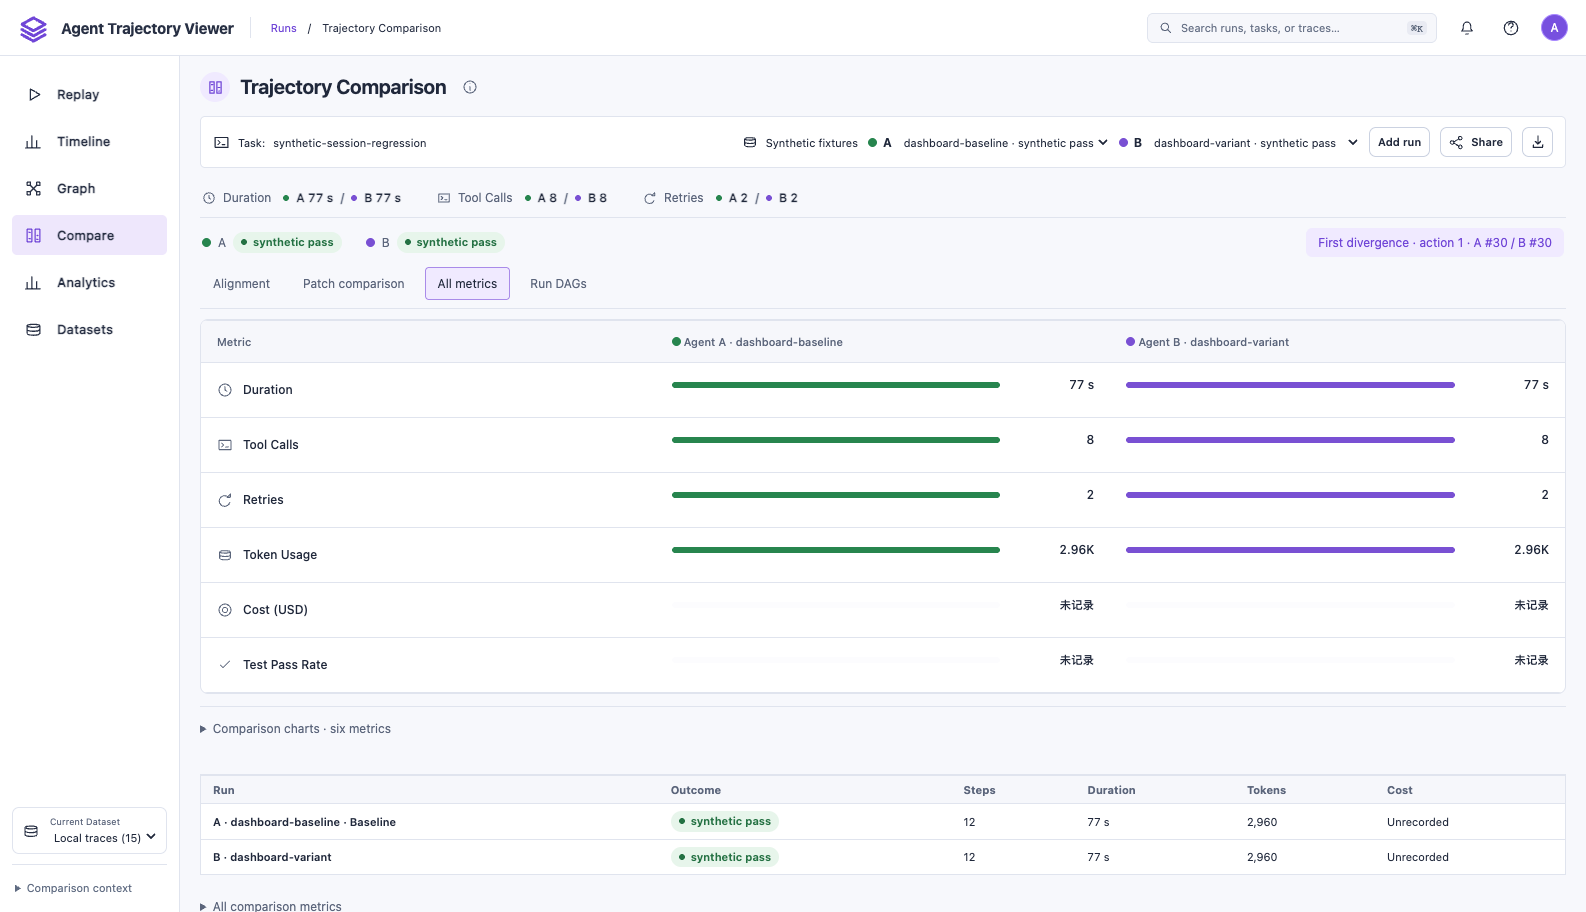 Agent Trajectory Viewer
Runs / Trajectory Comparison
Search runs, tasks, or traces... ⌘K
A
Replay
Timeline
Graph
Compare
Analytics
Datasets
Current Dataset
Local traces (15)
Comparison context
Trajectory Comparison
Task: synthetic-session-regression
Synthetic fixtures A dashboard-baseline · synthetic pass B dashboard-variant · synthetic pass Add run Share
Duration A 77 s / B 77 s Tool Calls A 8 / B 8 Retries A 2 / B 2
A synthetic pass B synthetic pass First divergence · action 1 · A #30 / B #30
Alignment Patch comparison All metrics Run DAGs
Metric Agent A · dashboard-baseline Agent B · dashboard-variant
Duration 77 s 77 s
Tool Calls 8 8
Retries 2 2
Token Usage 2.96K 2.96K
Cost (USD) 未记录 未记录
Test Pass Rate 未记录 未记录
Comparison charts · six metrics
Run Outcome Steps Duration Tokens Cost
A · dashboard-baseline · Baseline synthetic pass 12 77 s 2,960 Unrecorded
B · dashboard-variant synthetic pass 12 77 s 2,960 Unrecorded
All comparison metrics